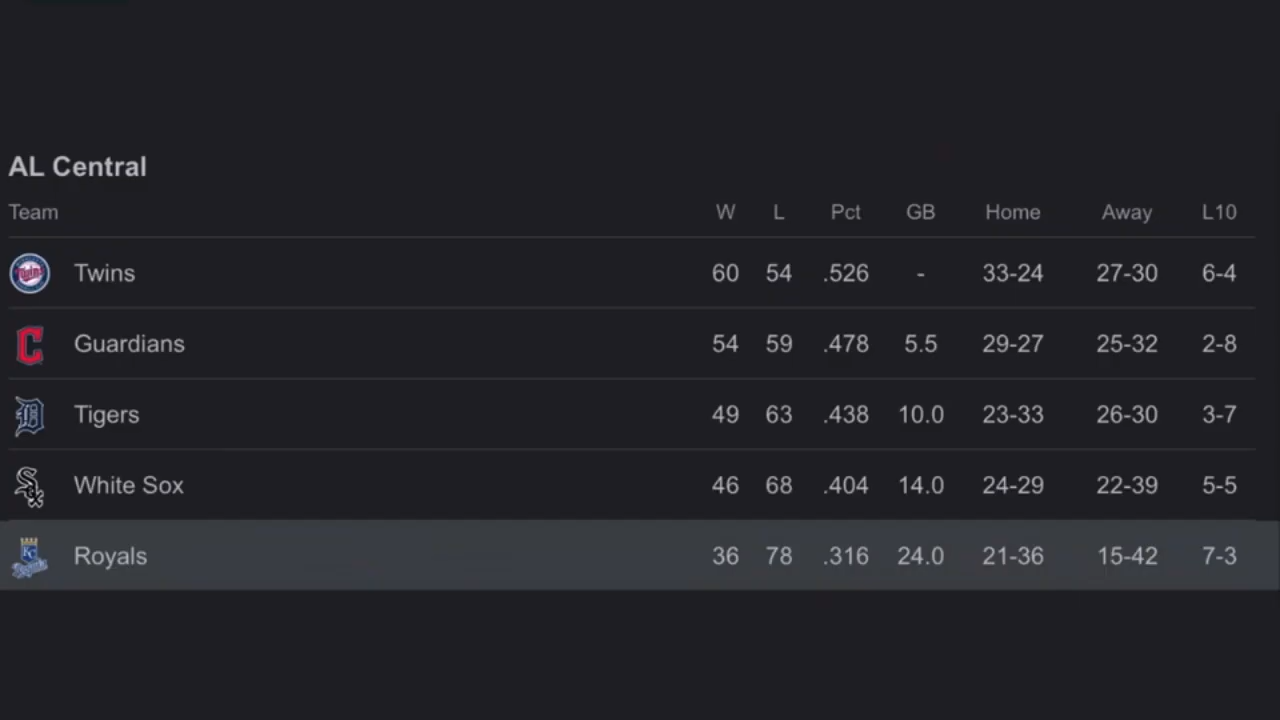 AL Central
Team W L Pct GB Home Away L10
Twins 60 54 .526 - 33-24 27-30 6-4
Guardians 54 59 .478 5.5 29-27 25-32 2-8
Tigers 49 63 .438 10.0 23-33 26-30 3-7
White Sox 46 68 .404 14.0 24-29 22-39 5-5
Royals 36 78 .316 24.0 21-36 15-42 7-3